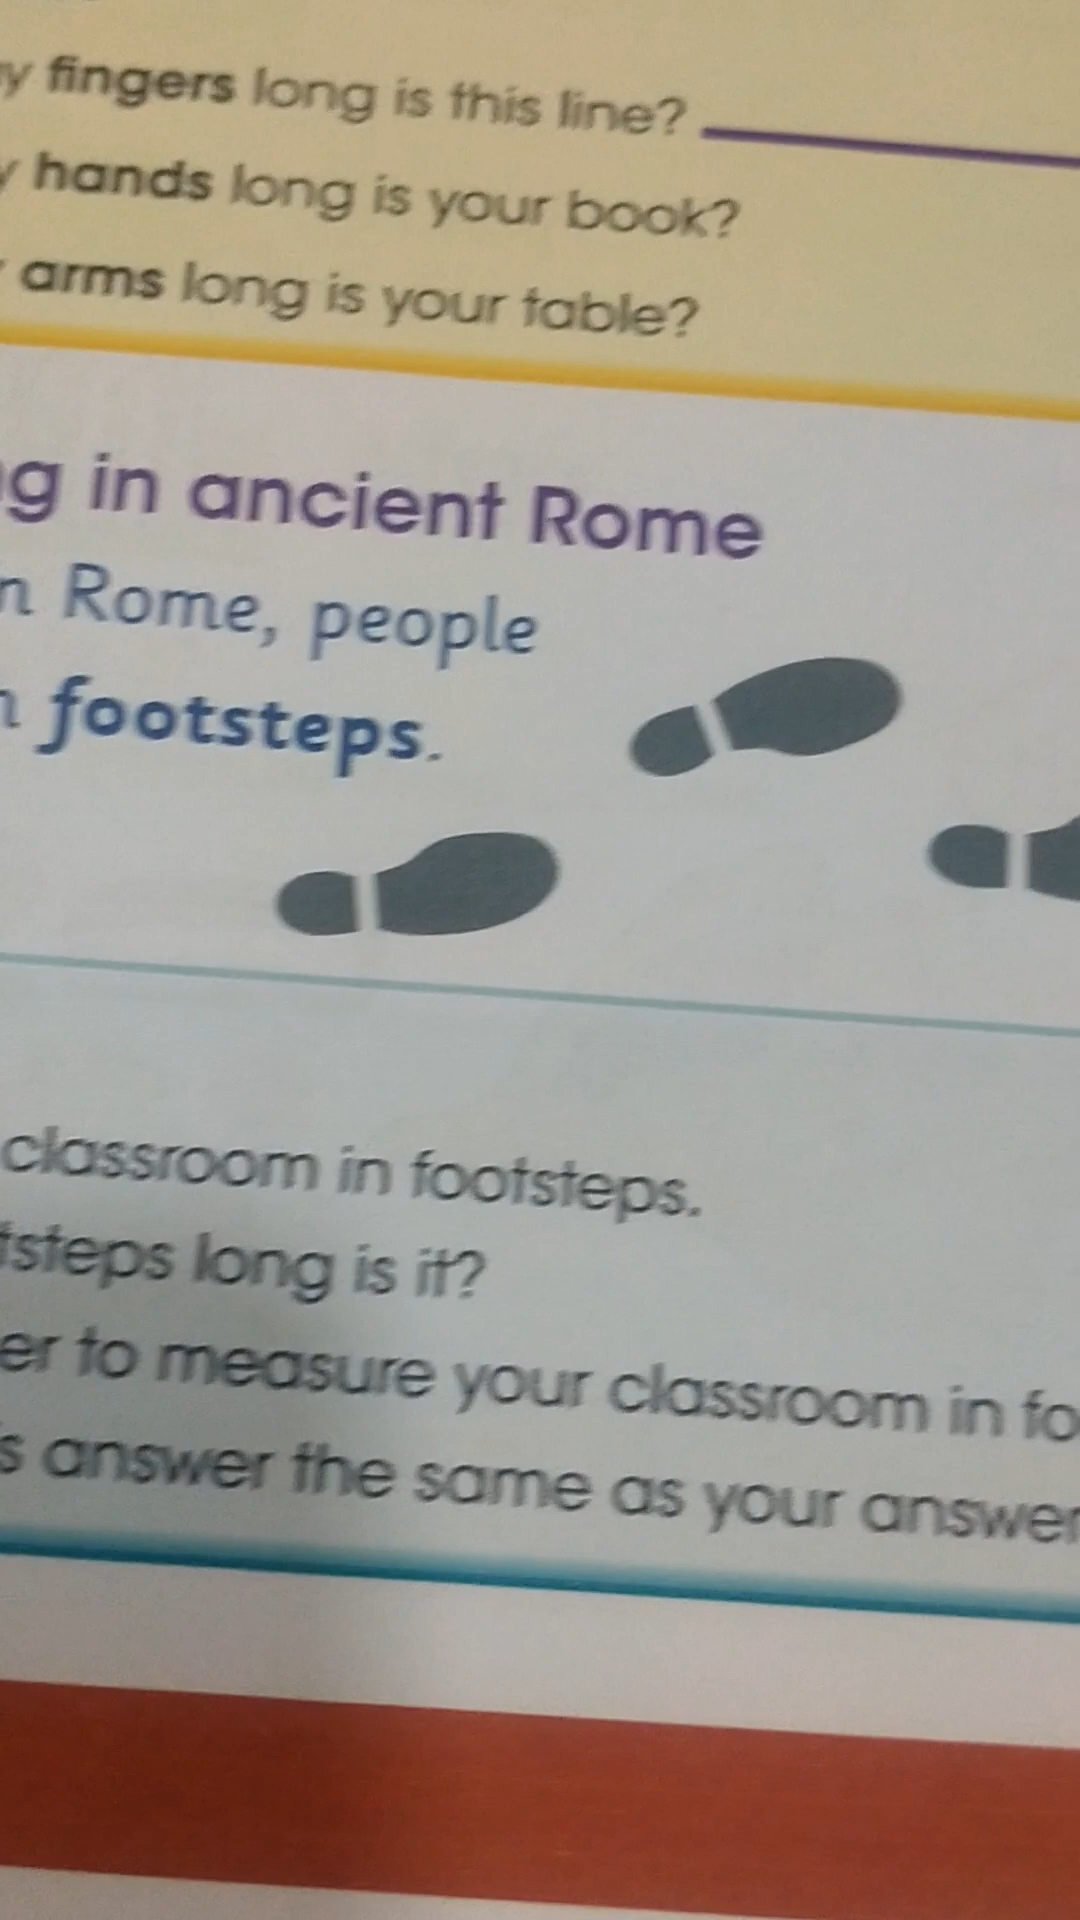 y fingers long is this line?
y hands long is your book?
arms long is your table?
g in ancient Rome
n Rome, people
footsteps.
classroom in footsteps.
tsteps long is it?
er to measure your classroom in fo
s answer the same as your answer